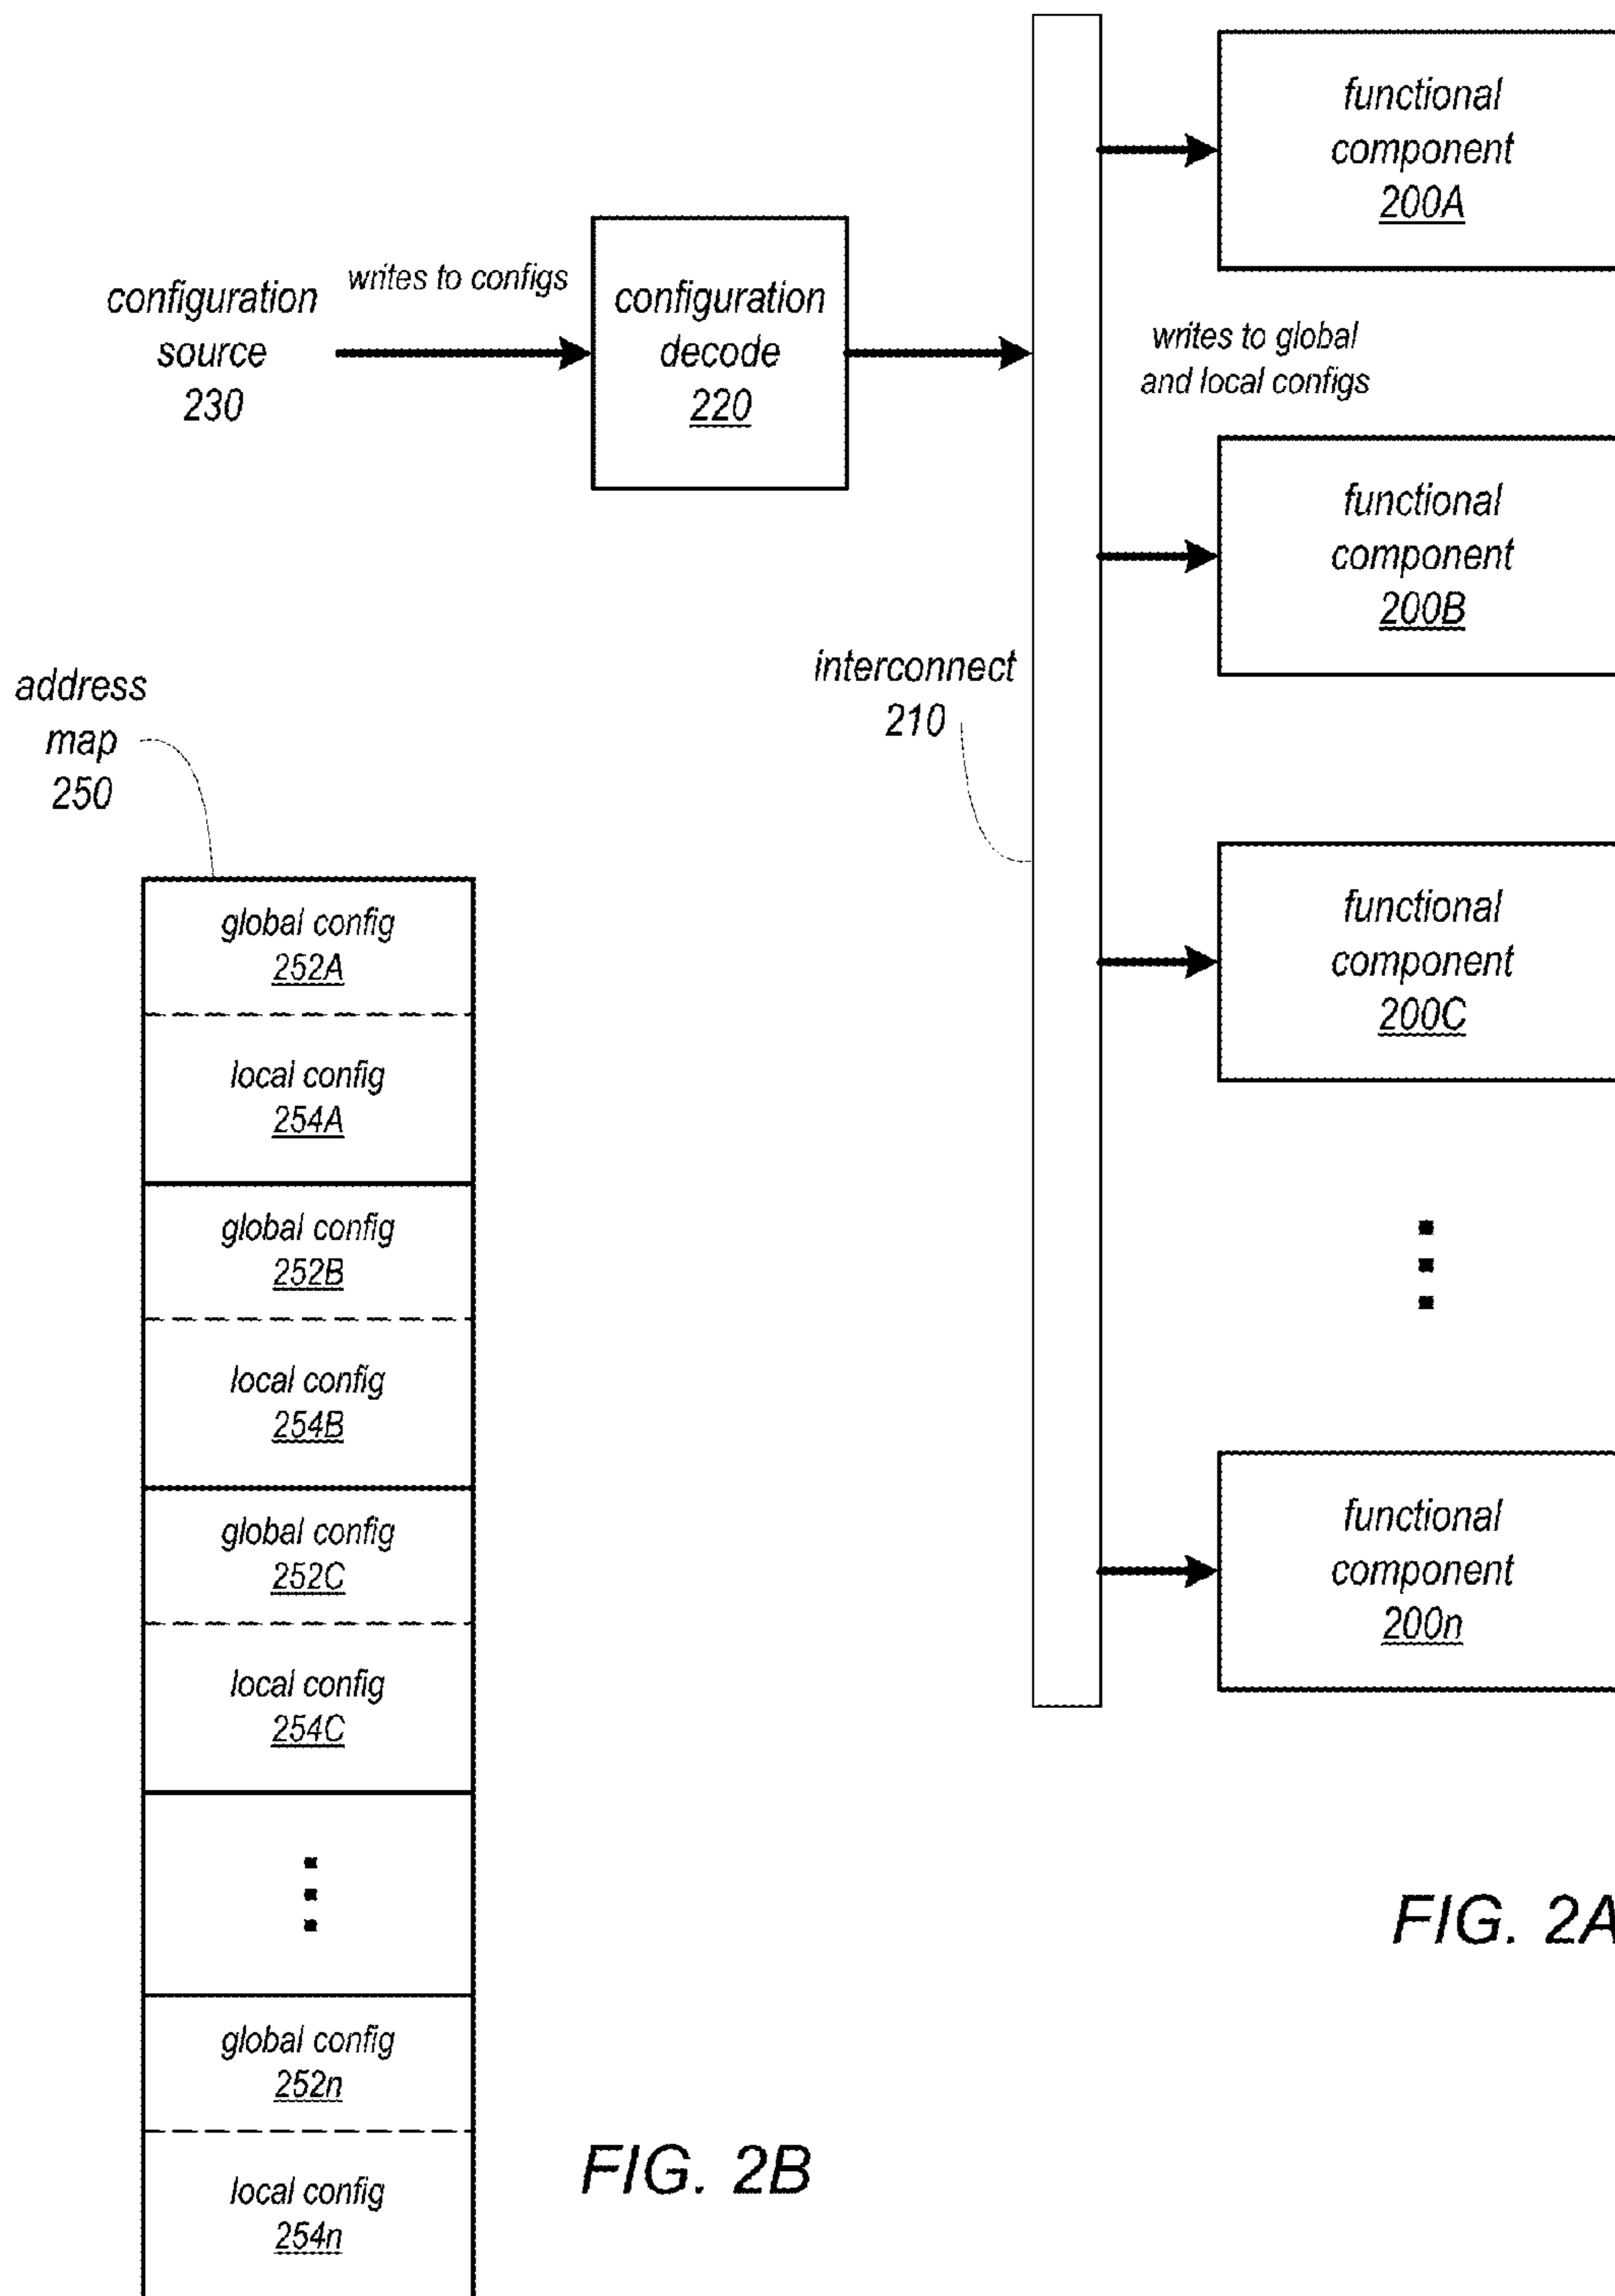 functional
component
200A
configuration
source
230
writes to configs
configuration
decode
220
writes to global
and local configs
functional
component
200B
interconnect
210
address
map
250
functional
component
200C
global config
252A
local config
254A
global config
252B
local config
254B
global config
252C
local config
254C
functional
component
200n
global config
252n
local config
254n
FIG. 2A
FIG. 2B